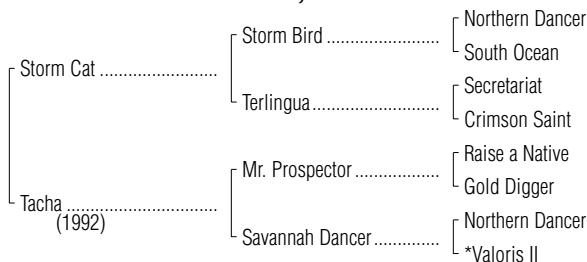 Northern Dancer
Storm Bird ........................
South Ocean
Storm Cat .........................
Secretariat
Terlingua...........................
Crimson Saint
Raise a Native
Mr. Prospector ..................
Gold Digger
Tacha ................................
(1992)
Northern Dancer
Savannah Dancer..............
*Valoris II